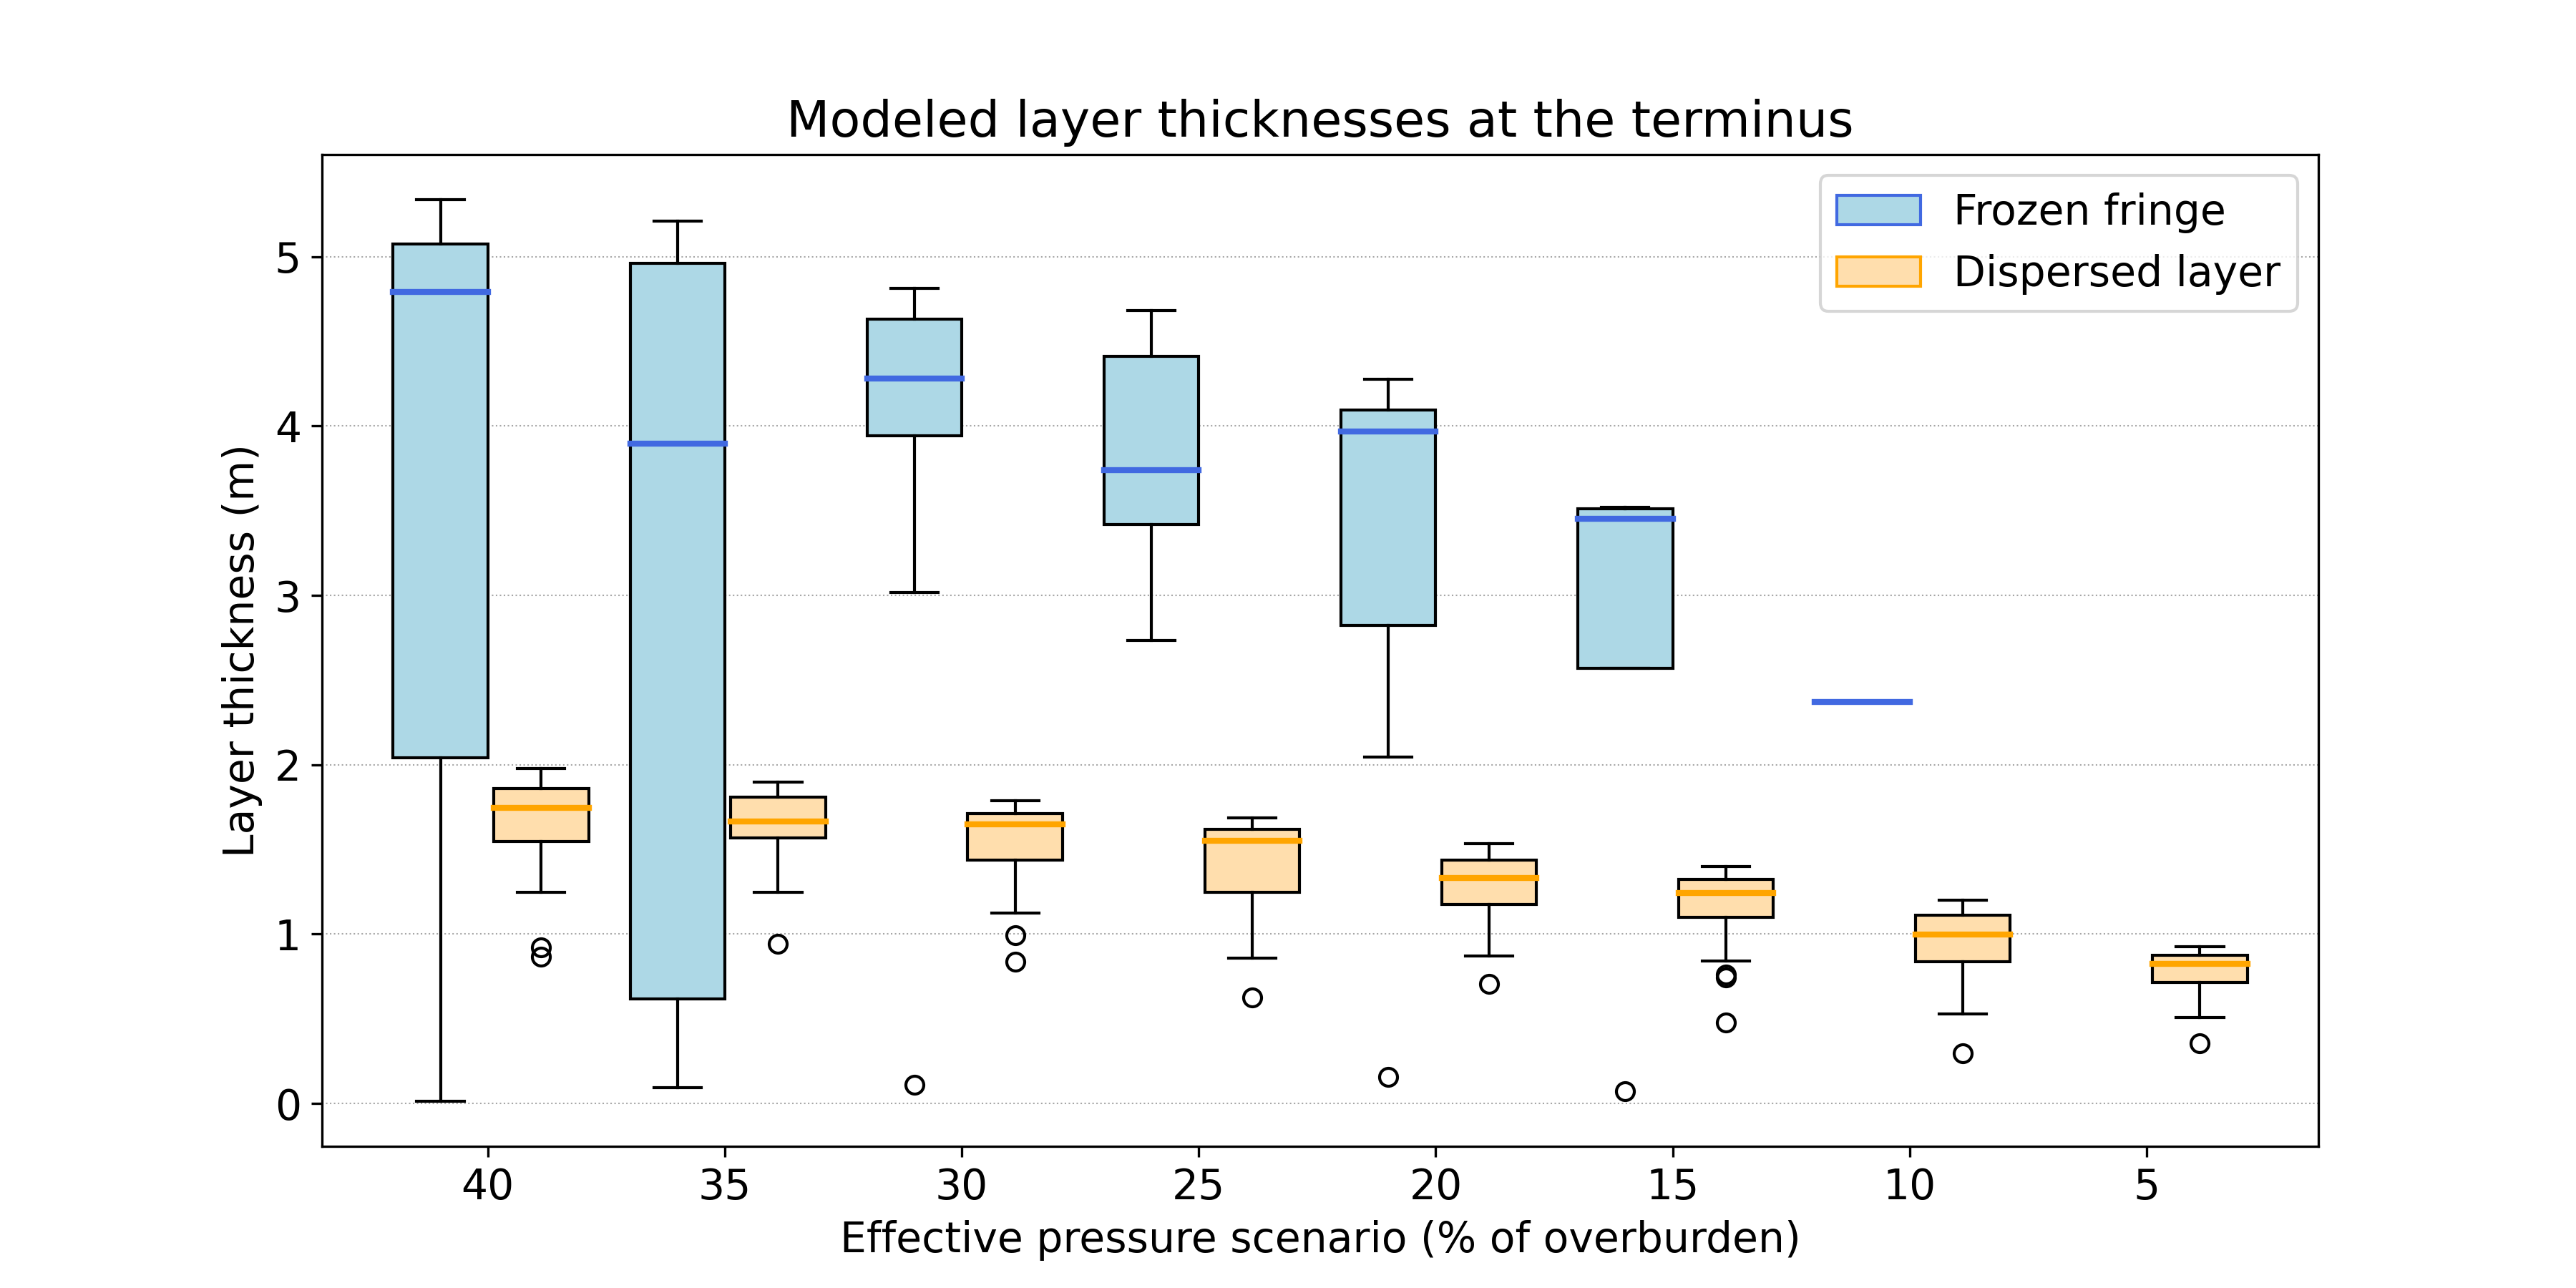 Modeled layer thicknesses at the terminus
Frozen fringe
Dispersed layer
Layer thickness (m)
5
4
3
2
1
0
40 35 30 25 20 15 10 5
Effective pressure scenario (% of overburden)